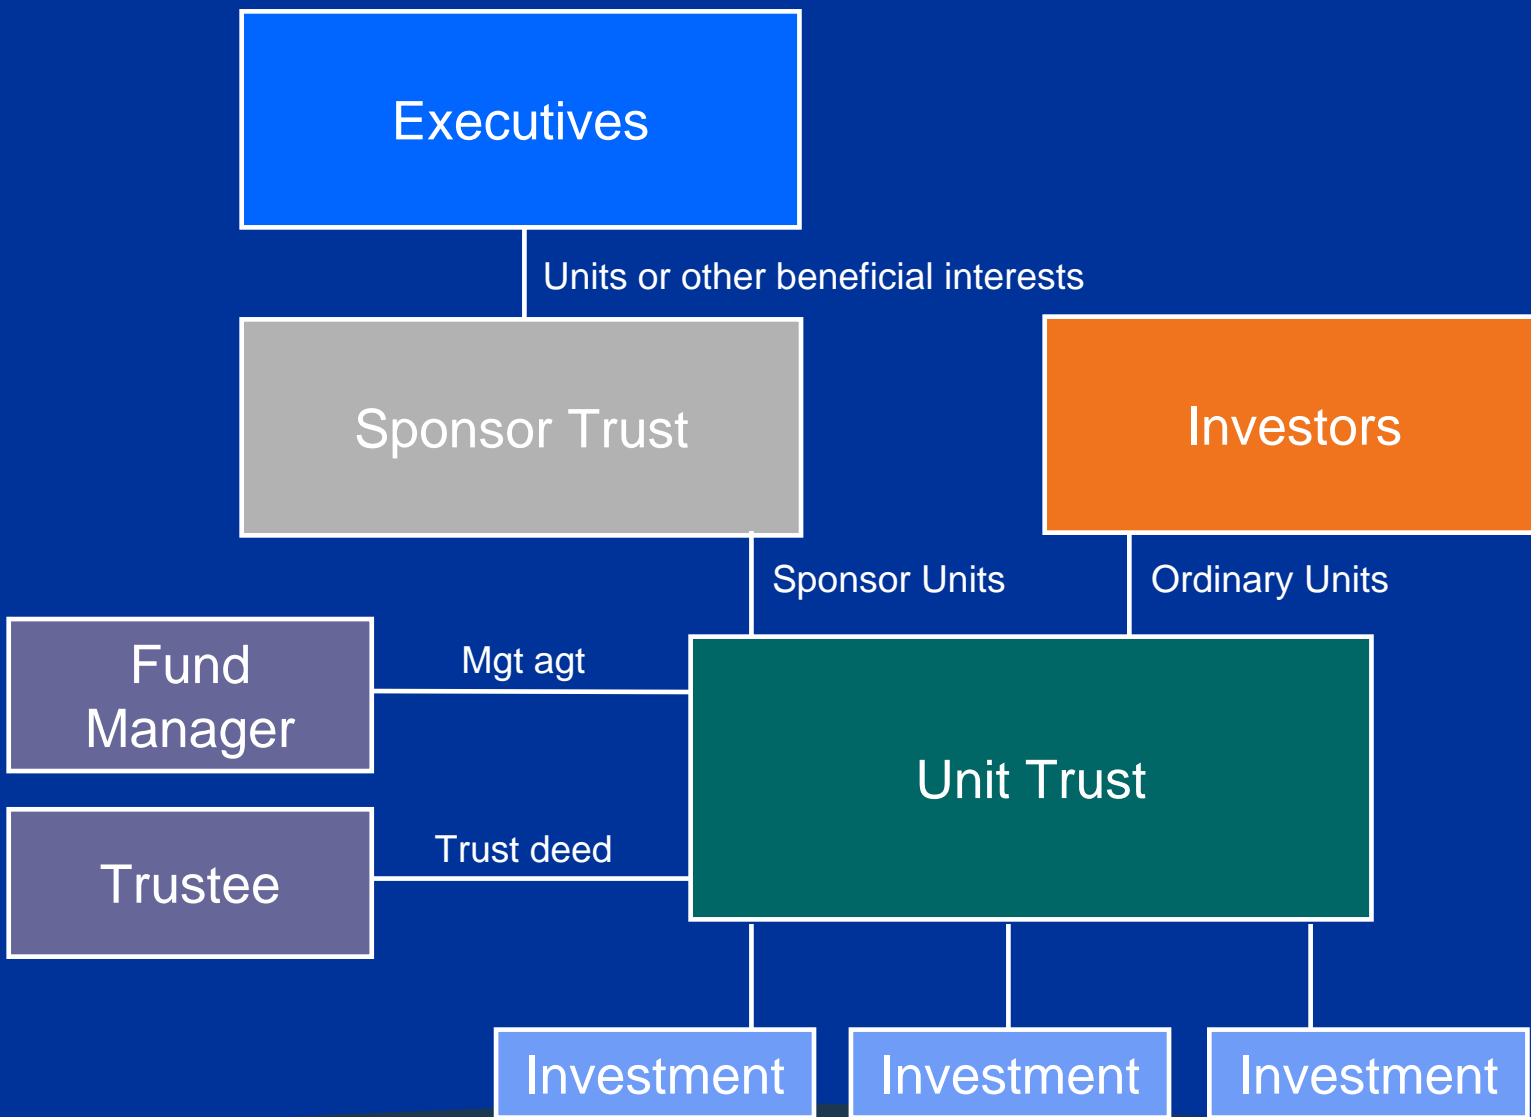 Executives
Units or other beneficial interests
Sponsor Trust
Investors
Sponsor Units
Ordinary Units
Fund
Manager
Mgt agt
Unit Trust
Trust deed
Trustee
Investment
Investment
Investment